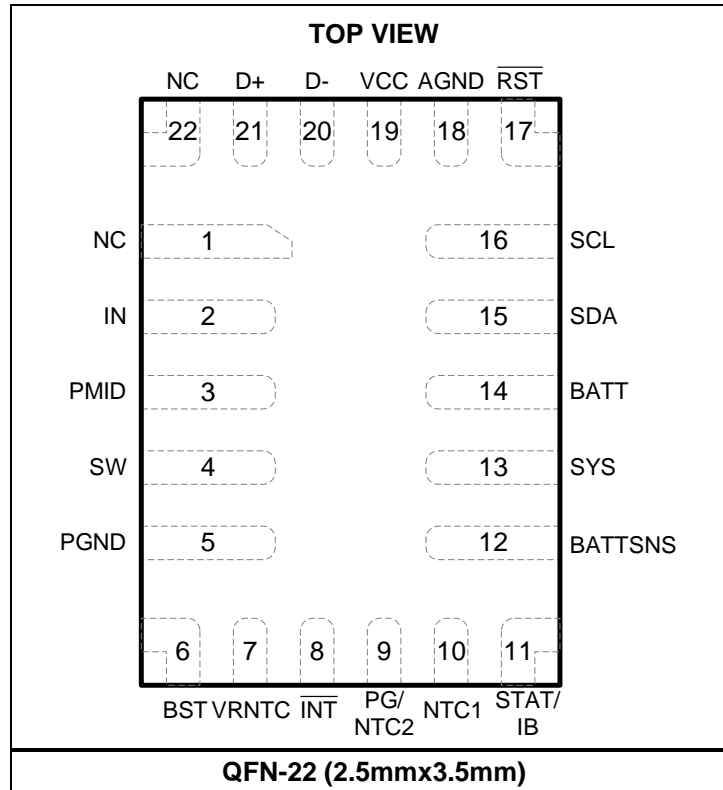 TOP VIEW
NC D+ D- VCC AGND RST
22 21 20 19 18 17
NC 1 16 SCL
IN 2 15 SDA
PMID 3 14 BATT
SW 4 13 SYS
PGND 5 12 BATTSNS
6 7 8 9 10 11
BST VRNTC INT PG/ NTC1 STAT/
NTC2 IB
QFN-22 (2.5mmx3.5mm)